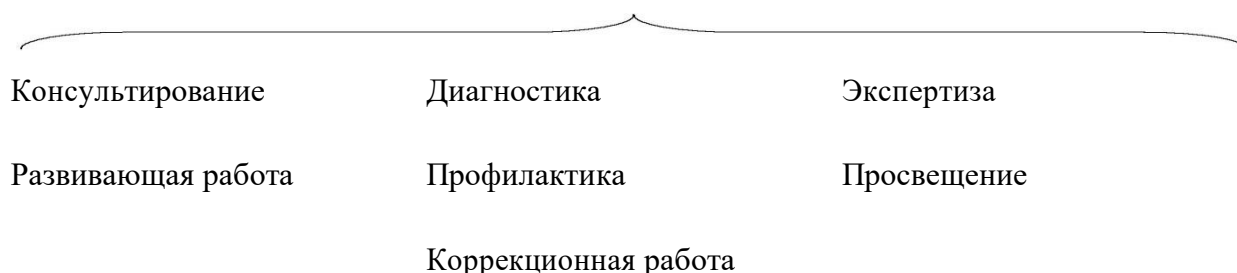 Консультирование Диагностика Экспертиза
Развивающая работа Профилактика Просвещение
Коррекционная работа